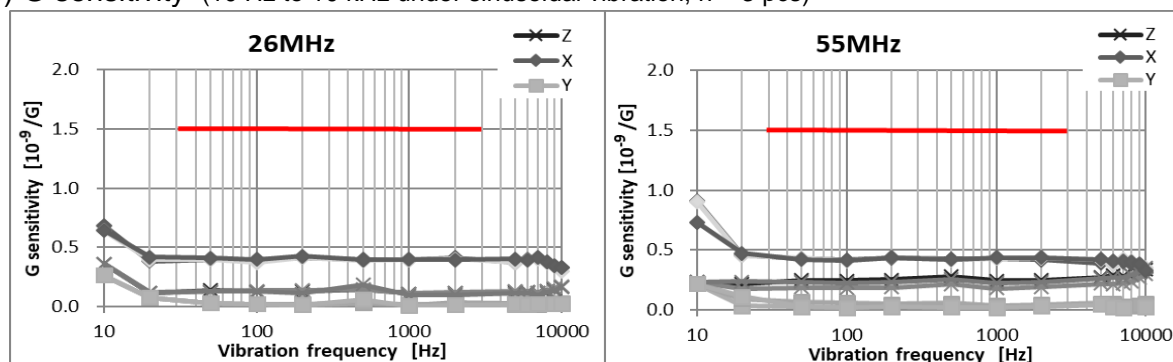 ) G sensitivity (10 Hz to 10 kHz under sinusoidal vibration, n = pcs)
26MHz
Z
X
Y
G sensitivity [10⁻⁹/G]
2.0
1.5
1.0
0.5
0.0
10
100
1000
10000
Vibration frequency [Hz]
55MHz
Z
X
Y
G sensitivity [10⁻⁹/G]
2.0
1.5
1.0
0.5
0.0
10
100
1000
10000
Vibration frequency [Hz]